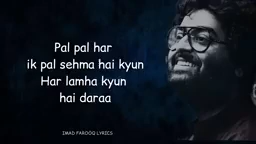 Pal pal har
ik pal sehma hai kyun
Har lamha kyun
hai daraa
IMAD FAROOQ LYRICS